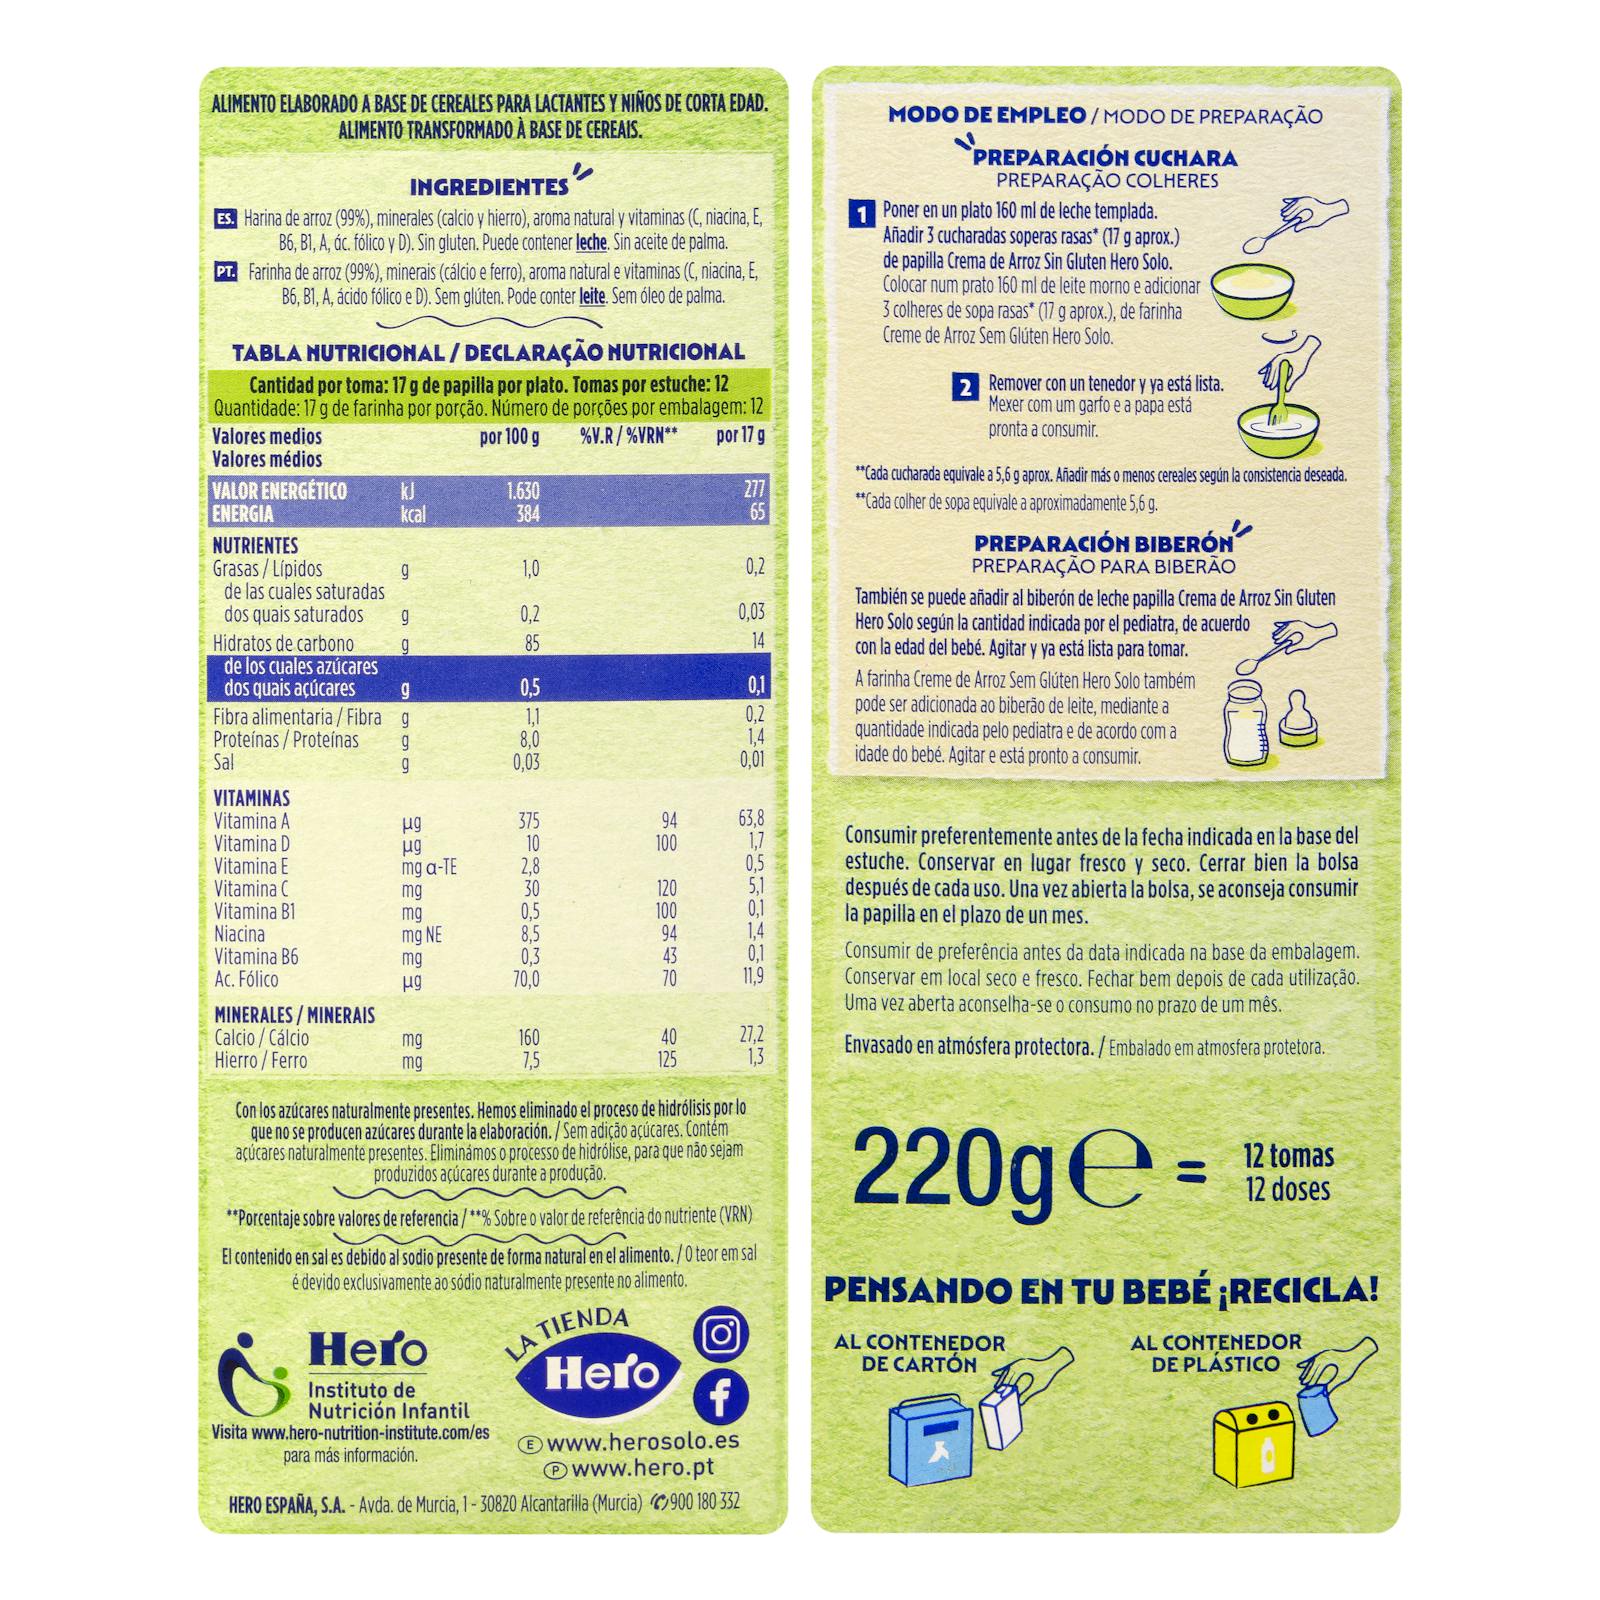 ALIMENTO ELABORADO A BASE DE CEREALES PARA LACTANTES Y NIÑOS DE CORTA EDAD.
ALIMENTO TRANSFORMADO À BASE DE CEREAIS.
INGREDIENTES
ES. Harina de arroz (99%), minerales (calcio y hierro), aroma natural y vitaminas (C, niacina, E,
B6, B1, A, ác. fólico y D). Sin gluten. Puede contener leche. Sin aceite de palma.
PT. Farinha de arroz (99%), minerais (cálcio e ferro), aroma natural e vitaminas (C, niacina, E,
B6, B1, A, ácido fólico e D). Sem glúten. Pode conter leite. Sem óleo de palma.
TABLA NUTRICIONAL / DECLARAÇÃO NUTRICIONAL
Cantidad por toma: 17 g de papilla por plato. Tomas por estuche: 12
Quantidade: 17 g de farinha por porção. Número de porções por embalagem: 12
Valores medios por 100 g %V.R / %VRN** por 17 g
Valores médios
VALOR ENERGÉTICO kJ 1.630 277
ENERGIA kcal 384 65
NUTRIENTES
Grasas / Lípidos g 1,0 0,2
de las cuales saturadas
dos quais saturados g 0,2 0,03
Hidratos de carbono g 85 14
de los cuales azúcares
dos quais açúcares g 0,5 0,1
Fibra alimentaria / Fibra g 1,1 0,2
Proteínas / Proteínas g 8,0 1,4
Sal g 0,03 0,01
VITAMINAS
Vitamina A µg 375 94 63,8
Vitamina D µg 10 100 1,7
Vitamina E mg α-TE 2,8 0,5
Vitamina C mg 30 120 5,1
Vitamina B1 mg 0,5 100 0,1
Niacina mg NE 8,5 94 1,4
Vitamina B6 mg 0,3 43 0,1
Ac. Fólico µg 70,0 70 11,9
MINERALES / MINERAIS
Calcio / Cálcio mg 160 40 27,2
Hierro / Ferro mg 7,5 125 1,3
Con los azúcares naturalmente presentes. Hemos eliminado el proceso de hidrólisis por lo
que no se producen azúcares durante la elaboración. / Sem adição açúcares. Contém
açúcares naturalmente presentes. Eliminámos o processo de hidrólise, para que não sejam
produzidos açúcares durante a produção.
**Porcentaje sobre valores de referencia / **% Sobre o valor de referência do nutriente (VRN)
El contenido en sal es debido al sodio presente de forma natural en el alimento. / O teor em sal
é devido exclusivamente ao sódio naturalmente presente no alimento.
Hero
Instituto de
Nutrición Infantil
Visita www.hero-nutrition-institute.com/es
para más información.
LA TIENDA
Hero
E www.herosolo.es
P www.hero.pt
HERO ESPAÑA, S.A. - Avda. de Murcia, 1 - 30820 Alcantarilla (Murcia) 900 180 332
MODO DE EMPLEO / MODO DE PREPARAÇÃO
PREPARACIÓN CUCHARA
PREPARAÇÃO COLHERES
1 Poner en un plato 160 ml de leche templada.
Añadir 3 cucharadas soperas rasas* (17 g aprox.)
de papilla Crema de Arroz Sin Gluten Hero Solo.
Colocar num prato 160 ml de leite morno e adicionar
3 colheres de sopa rasas* (17 g aprox.), de farinha
Creme de Arroz Sem Glúten Hero Solo.
2 Remover con un tenedor y ya está lista.
Mexer com um garfo e a papa está
pronta a consumir.
**Cada cucharada equivale a 5,6 g aprox. Añadir más o menos cereales según la consistencia deseada.
**Cada colher de sopa equivale a aproximadamente 5,6 g.
PREPARACIÓN BIBERÓN
PREPARAÇÃO PARA BIBERÃO
También se puede añadir al biberón de leche papilla Crema de Arroz Sin Gluten
Hero Solo según la cantidad indicada por el pediatra, de acuerdo
con la edad del bebé. Agitar y ya está lista para tomar.
A farinha Creme de Arroz Sem Glúten Hero Solo também
pode ser adicionada ao biberão de leite, mediante a
quantidade indicada pelo pediatra e de acordo com a
idade do bebé. Agitar e está pronto a consumir.
Consumir preferentemente antes de la fecha indicada en la base del
estuche. Conservar en lugar fresco y seco. Cerrar bien la bolsa
después de cada uso. Una vez abierta la bolsa, se aconseja consumir
la papilla en el plazo de un mes.
Consumir de preferência antes da data indicada na base da embalagem.
Conservar em local seco e fresco. Fechar bem depois de cada utilização.
Uma vez aberta aconselha-se o consumo no prazo de um mês.
Envasado en atmósfera protectora. / Embalado em atmosfera protetora.
220g ℮ = 12 tomas
12 doses
PENSANDO EN TU BEBÉ ¡RECICLA!
AL CONTENEDOR
DE CARTÓN
AL CONTENEDOR
DE PLÁSTICO